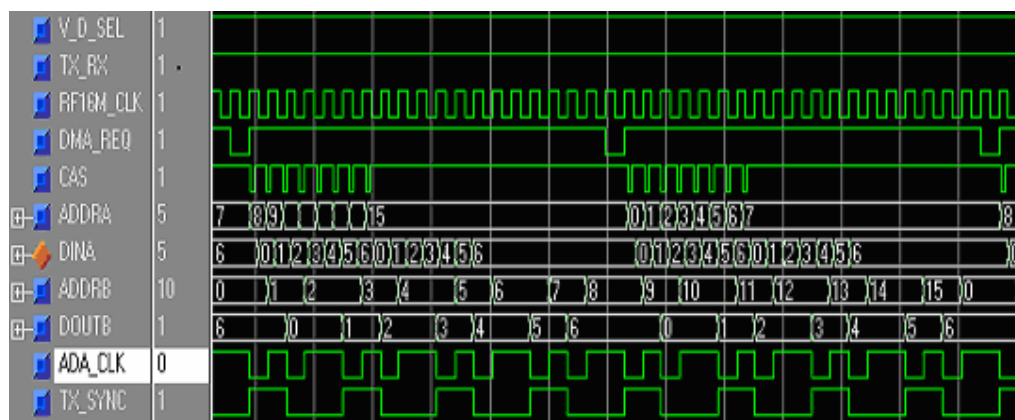 V_D_SEL 1
TX_RX 1
RF16M_CLK 1
DMA_REQ 1
CAS 1
ADDRA 5 7 8 9 15 0 1 2 3 4 5 6 7 8
DINA 5 6 0 1 2 3 4 5 6 0 1 2 3 4 5 6 0 1 2 3 4 5 6 0 1 2 3 4 5 6
ADDRB 10 0 1 2 3 4 5 6 7 8 9 10 11 12 13 14 15 0
DOUTB 1 6 0 1 2 3 4 5 6 0 1 2 3 4 5 6
ADA_CLK 0
TX_SYNC 1